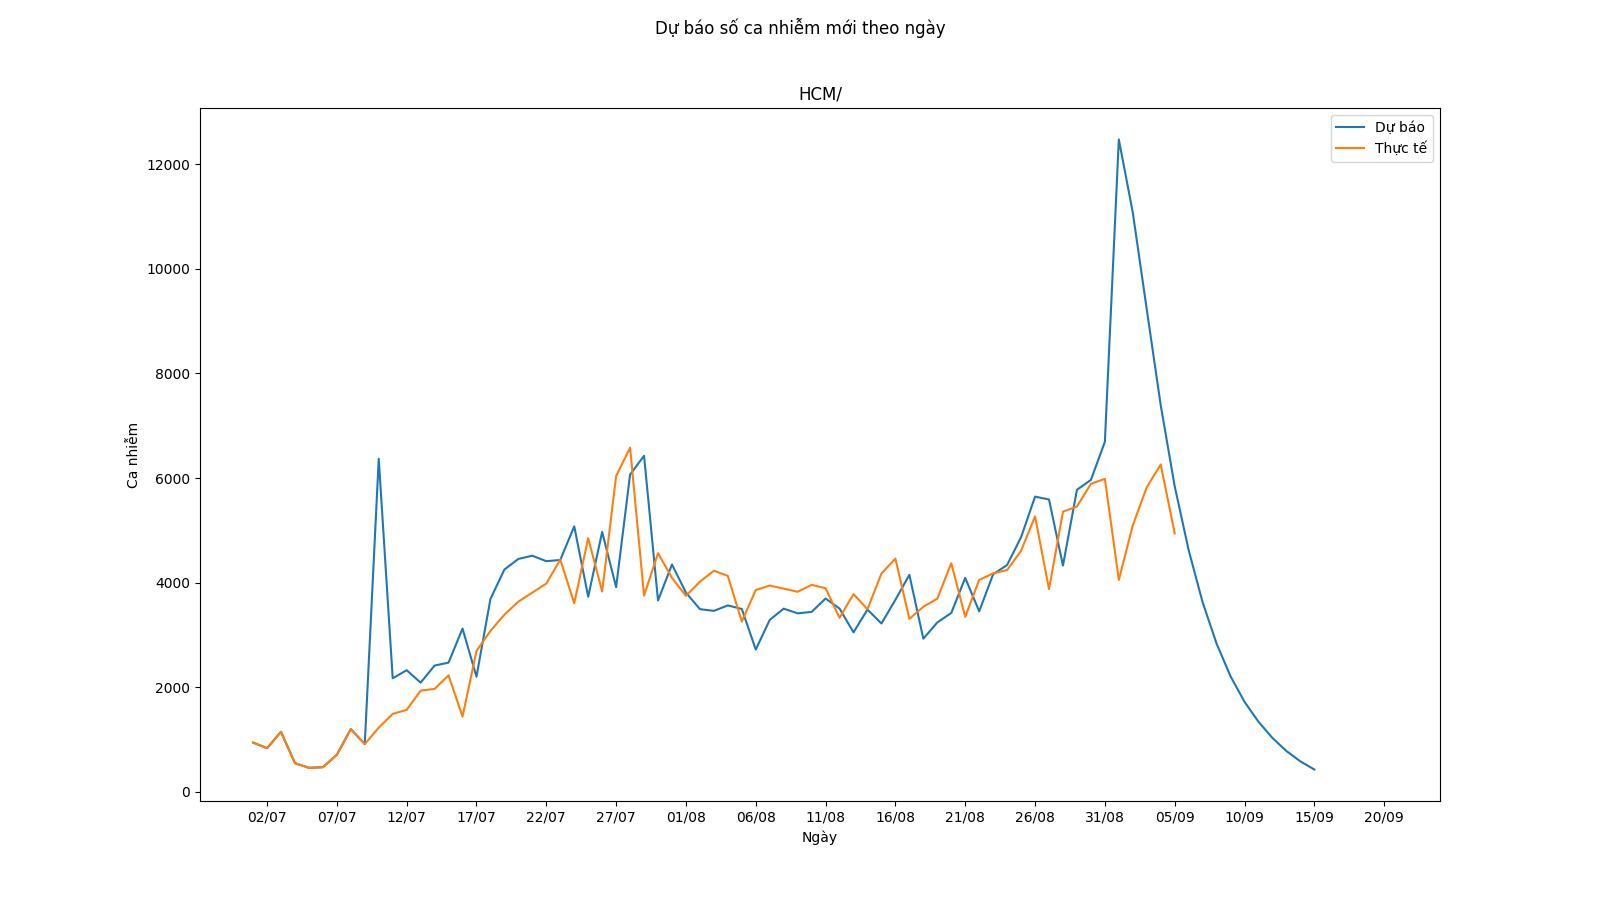 Dự báo số ca nhiễm mới theo ngày
HCM/
Dự báo
Thực tế
12000
10000
8000
6000
4000
2000
0
Ca nhiễm
02/07 07/07 12/07 17/07 22/07 27/07 01/08 06/08 11/08 16/08 21/08 26/08 31/08 05/09 10/09 15/09 20/09
Ngày